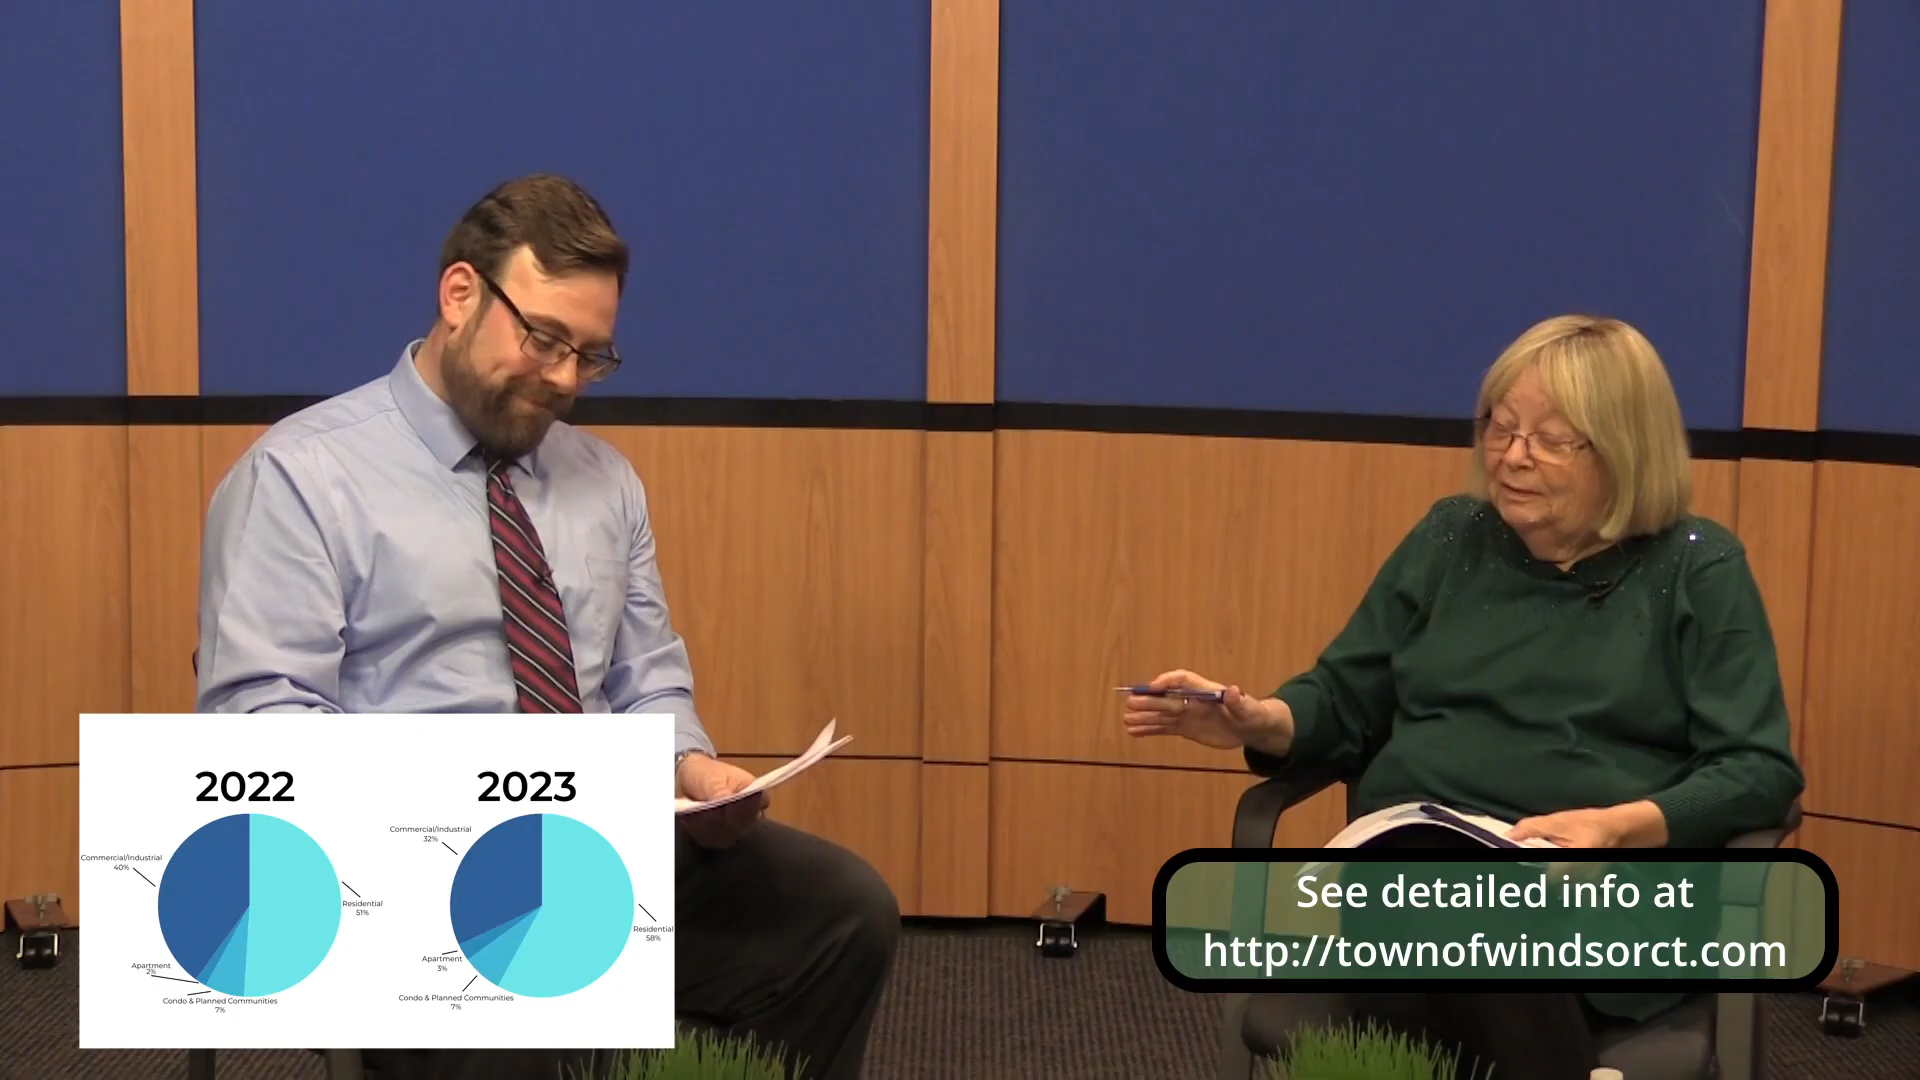 2022
2023
Commercial/Industrial
40%
Residential
51%
Apartment
2%
Condo & Planned Communities
7%
Commercial/Industrial
32%
Residential
58%
Apartment
3%
Condo & Planned Communities
7%
See detailed info at
http://townofwindsorct.com